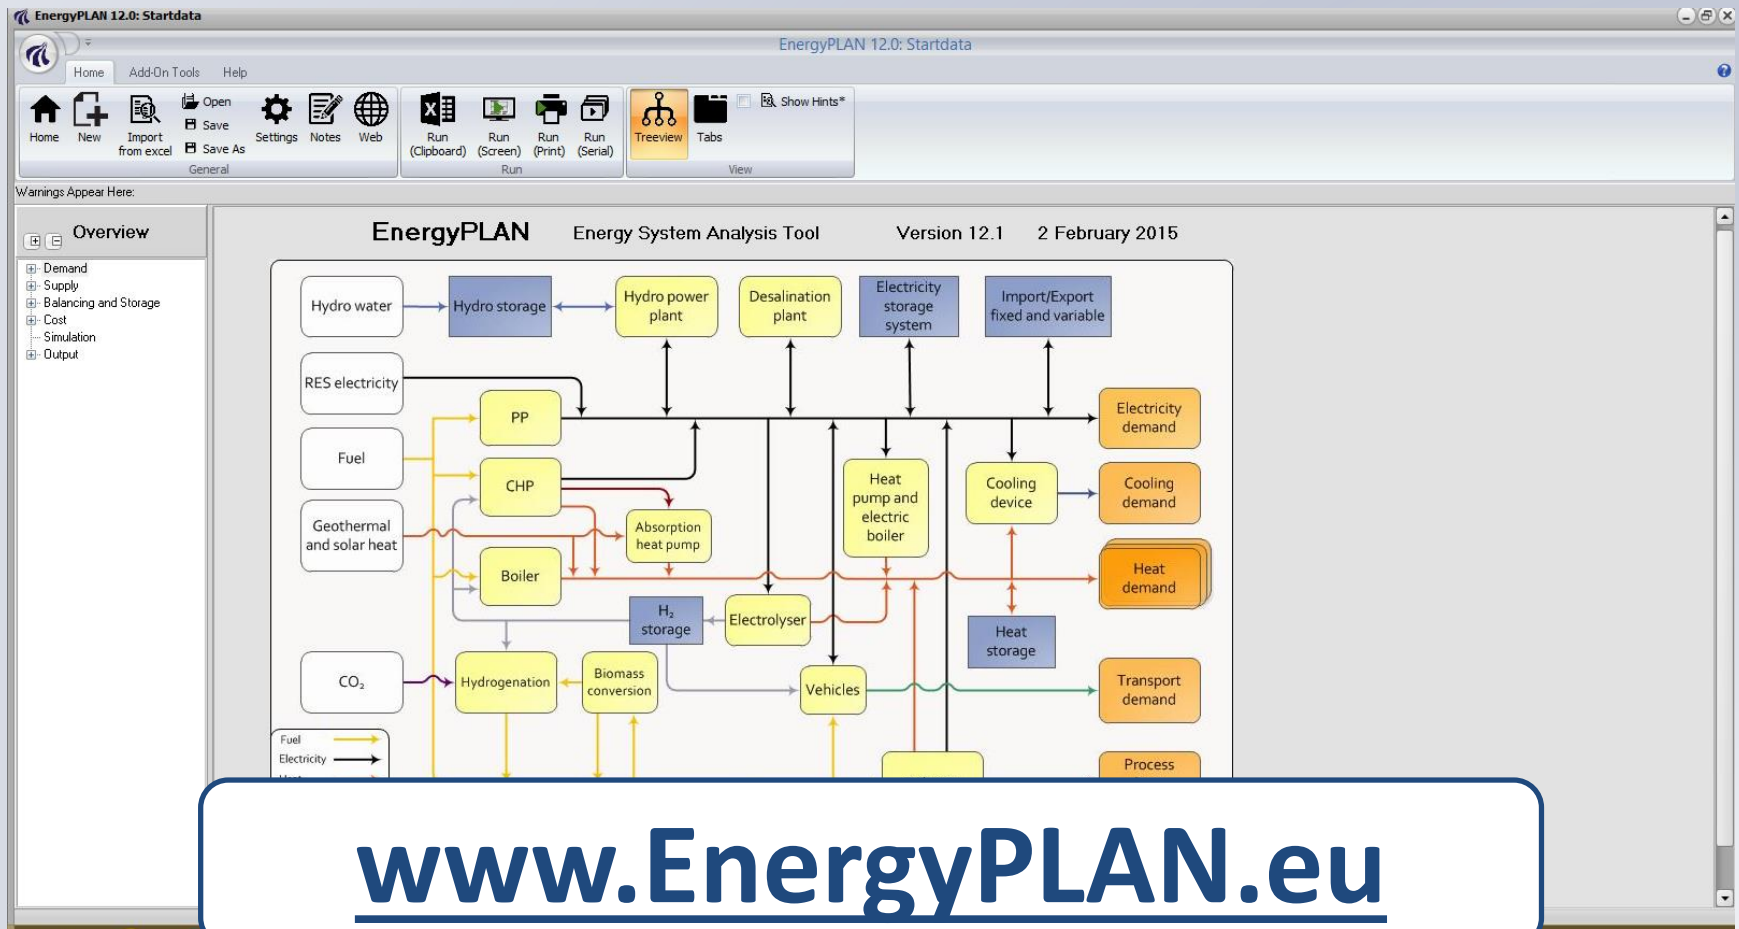 EnergyPLAN 12.0: Startdata
EnergyPLAN 12.0: Startdata
Home Add-On Tools Help
Home
New
Import
from excel
Open
Save
Save As
Settings
Notes
Web
General
Run
(Clipboard)
Run
(Screen)
Run
(Print)
Run
(Serial)
Run
Treeview
Tabs
Show Hints*
View
Warnings Appear Here:
Overview
Demand
Supply
Balancing and Storage
Cost
Simulation
Output
EnergyPLAN Energy System Analysis Tool Version 12.1 2 February 2015
Hydro water
Hydro storage
Hydro power
plant
Desalination
plant
Electricity
storage
system
Import/Export
fixed and variable
RES electricity
PP
Electricity
demand
Fuel
CHP
Heat
pump and
electric
boiler
Cooling
device
Cooling
demand
Geothermal
and solar heat
Absorption
heat pump
Boiler
Heat
demand
H₂
storage
Electrolyser
Heat
storage
CO₂
Hydrogenation
Biomass
conversion
Vehicles
Transport
demand
Fuel
Electricity
Process
www.EnergyPLAN.eu